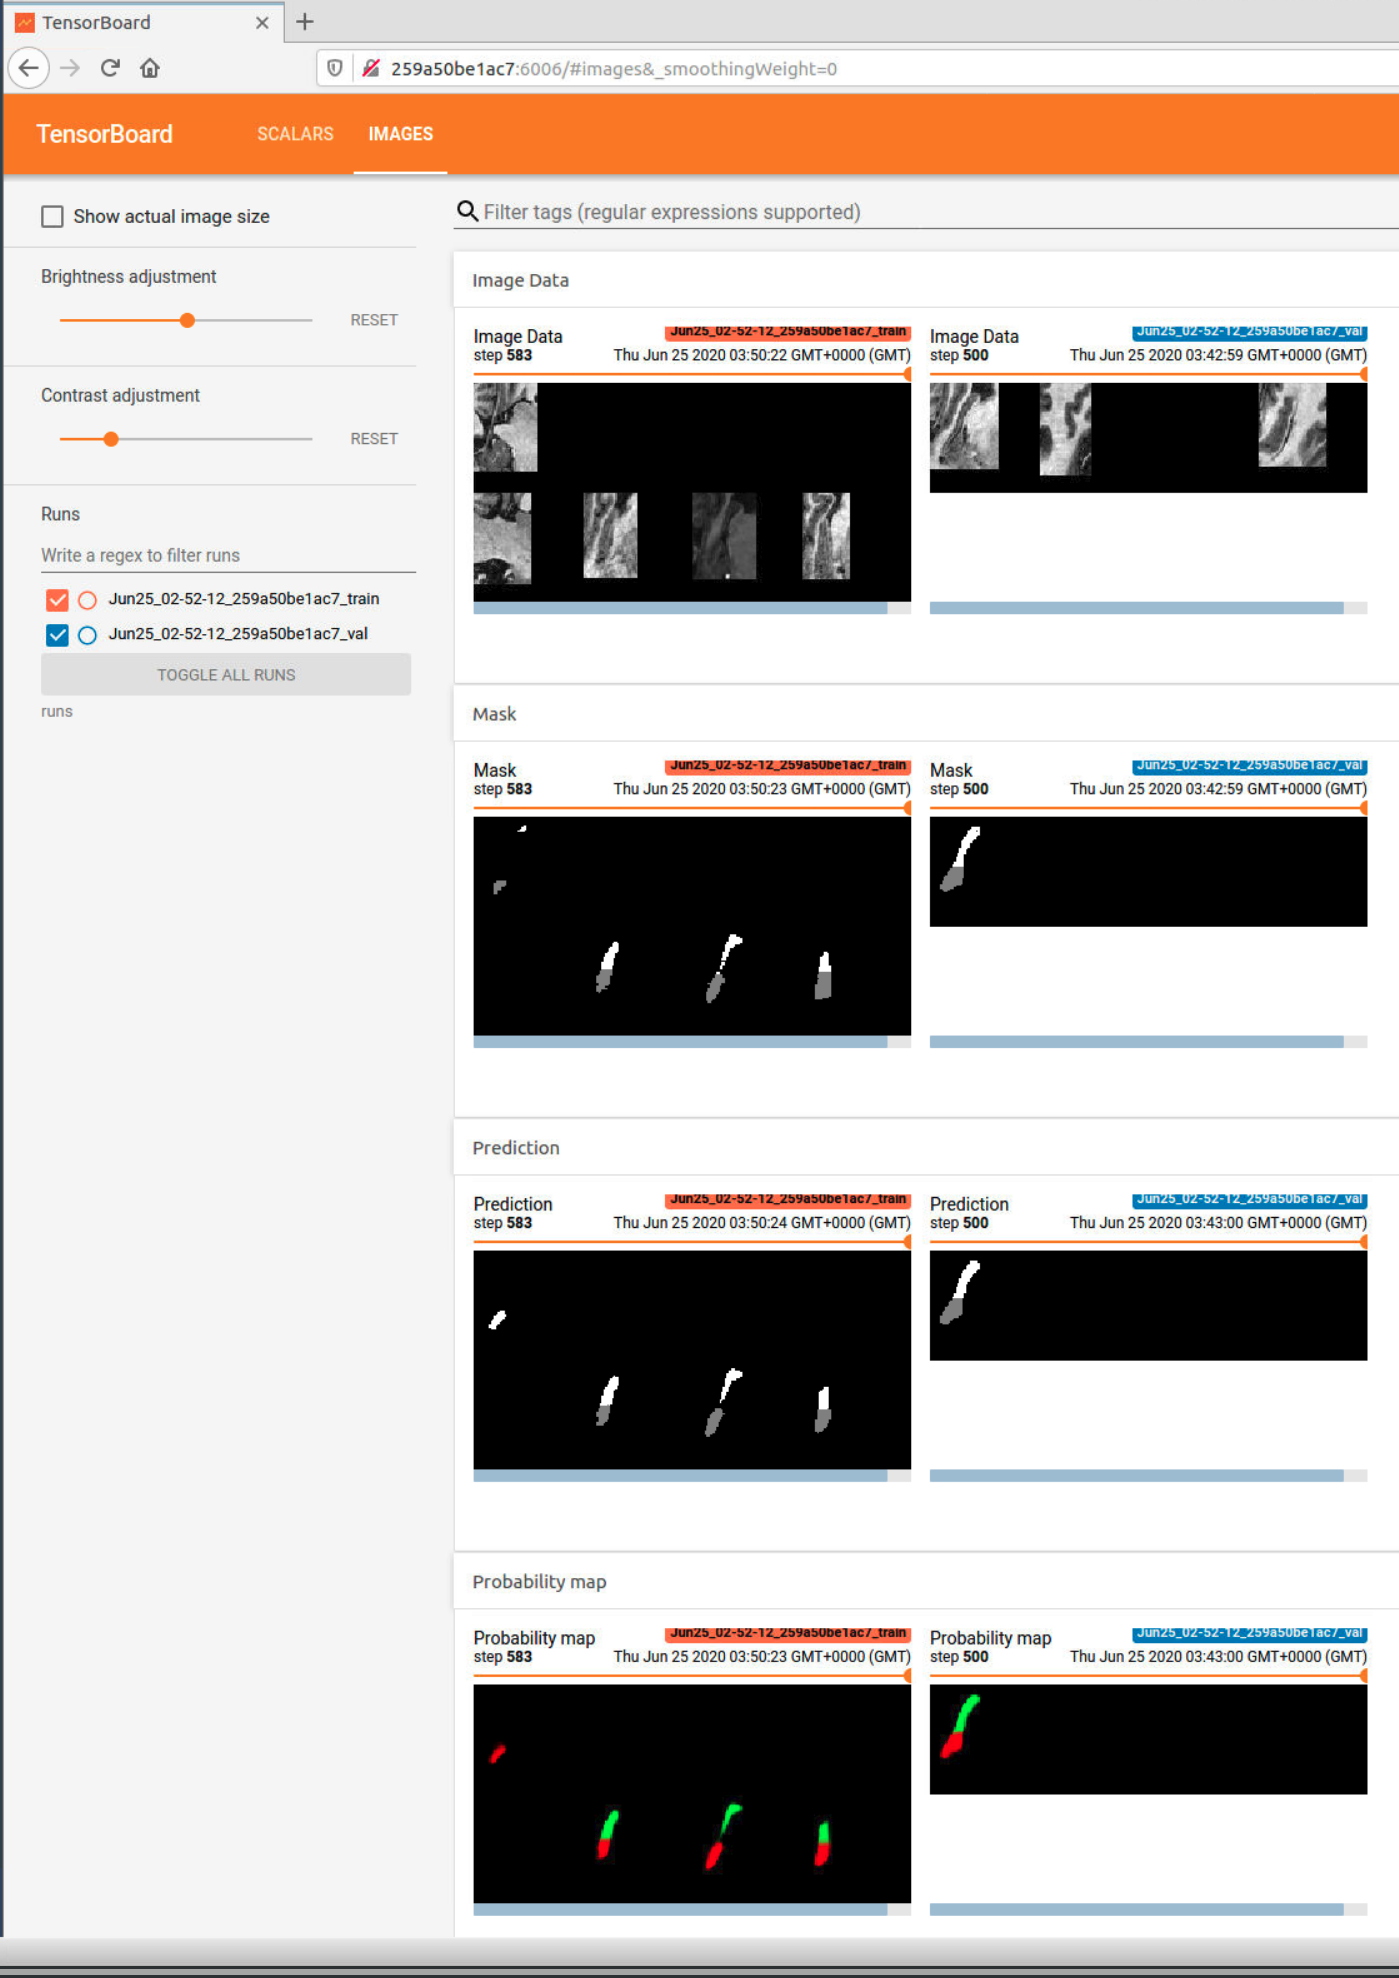 TensorBoard
259a50be1ac7:6006/#images&_smoothingWeight=0
TensorBoard SCALARS IMAGES
Show actual image size
Filter tags (regular expressions supported)
Brightness adjustment
RESET
Contrast adjustment
RESET
Runs
Write a regex to filter runs
Jun25_02-52-12_259a50be1ac7_train
Jun25_02-52-12_259a50be1ac7_val
TOGGLE ALL RUNS
runs
Image Data
Image Data Jun25_02-52-12_259a50be1ac7_train
step 583 Thu Jun 25 2020 03:50:22 GMT+0000 (GMT)
Image Data Jun25_02-52-12_259a50be1ac7_val
step 500 Thu Jun 25 2020 03:42:59 GMT+0000 (GMT)
Mask
Mask Jun25_02-52-12_259a50be1ac7_train
step 583 Thu Jun 25 2020 03:50:23 GMT+0000 (GMT)
Mask Jun25_02-52-12_259a50be1ac7_val
step 500 Thu Jun 25 2020 03:42:59 GMT+0000 (GMT)
Prediction
Prediction Jun25_02-52-12_259a50be1ac7_train
step 583 Thu Jun 25 2020 03:50:24 GMT+0000 (GMT)
Prediction Jun25_02-52-12_259a50be1ac7_val
step 500 Thu Jun 25 2020 03:43:00 GMT+0000 (GMT)
Probability map
Probability map Jun25_02-52-12_259a50be1ac7_train
step 583 Thu Jun 25 2020 03:50:23 GMT+0000 (GMT)
Probability map Jun25_02-52-12_259a50be1ac7_val
step 500 Thu Jun 25 2020 03:43:00 GMT+0000 (GMT)